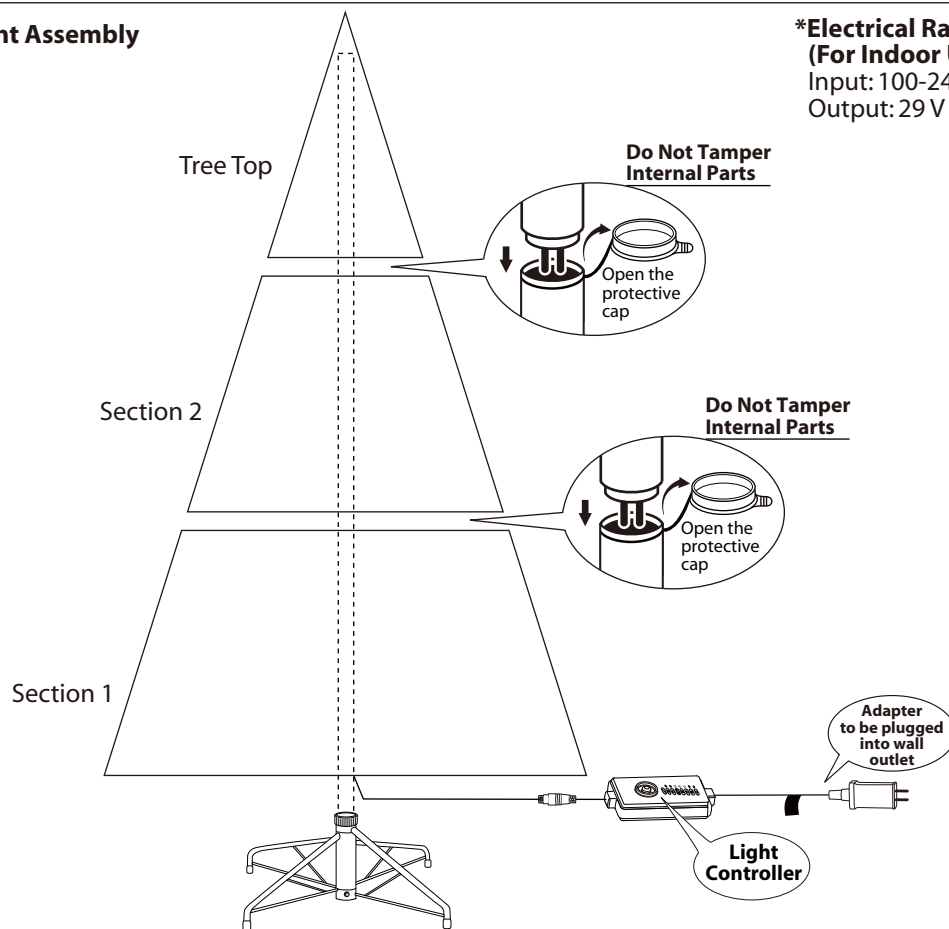 nt Assembly
*Electrical Ra
(For Indoor U
Input: 100-24
Output: 29 V
Tree Top
Do Not Tamper
Internal Parts
Open the
protective
cap
Section 2
Do Not Tamper
Internal Parts
Open the
protective
cap
Section 1
Adapter
to be plugged
into wall
outlet
Light
Controller